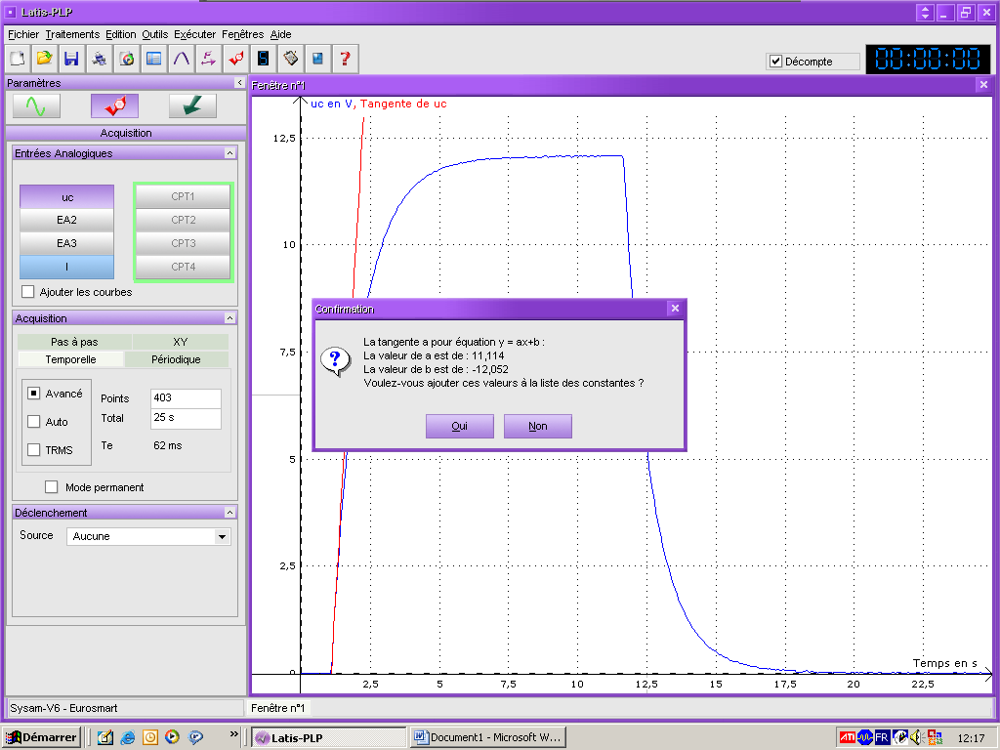 Latis-PLP
Fichier Traitements Edition Outils Exécuter Fenêtres Aide
Décompte
00:00:00
Paramètres
Acquisition
Entrées Analogiques
uc
EA2
EA3
I
CPT1
CPT2
CPT3
CPT4
Ajouter les courbes
Acquisition
Pas à pas
XY
Temporelle
Périodique
Avancé
Auto
TRMS
Points
403
Total
25 s
Te
62 ms
Mode permanent
Déclenchement
Source
Aucune
Fenêtre n°1
uc en V, Tangente de uc
12,5
10
7,5
5
2,5
0
2,5
5
7,5
10
12,5
15
17,5
20
22,5
Temps en s
Confirmation
La tangente a pour équation y = ax+b :
La valeur de a est de : 11,114
La valeur de b est de : -12,052
Voulez-vous ajouter ces valeurs à la liste des constantes ?
Oui
Non
Sysam-V6 - Eurosmart
Fenêtre n°1
Démarrer
Latis-PLP
Document1 - Microsoft W...
ATI
FR
12:17